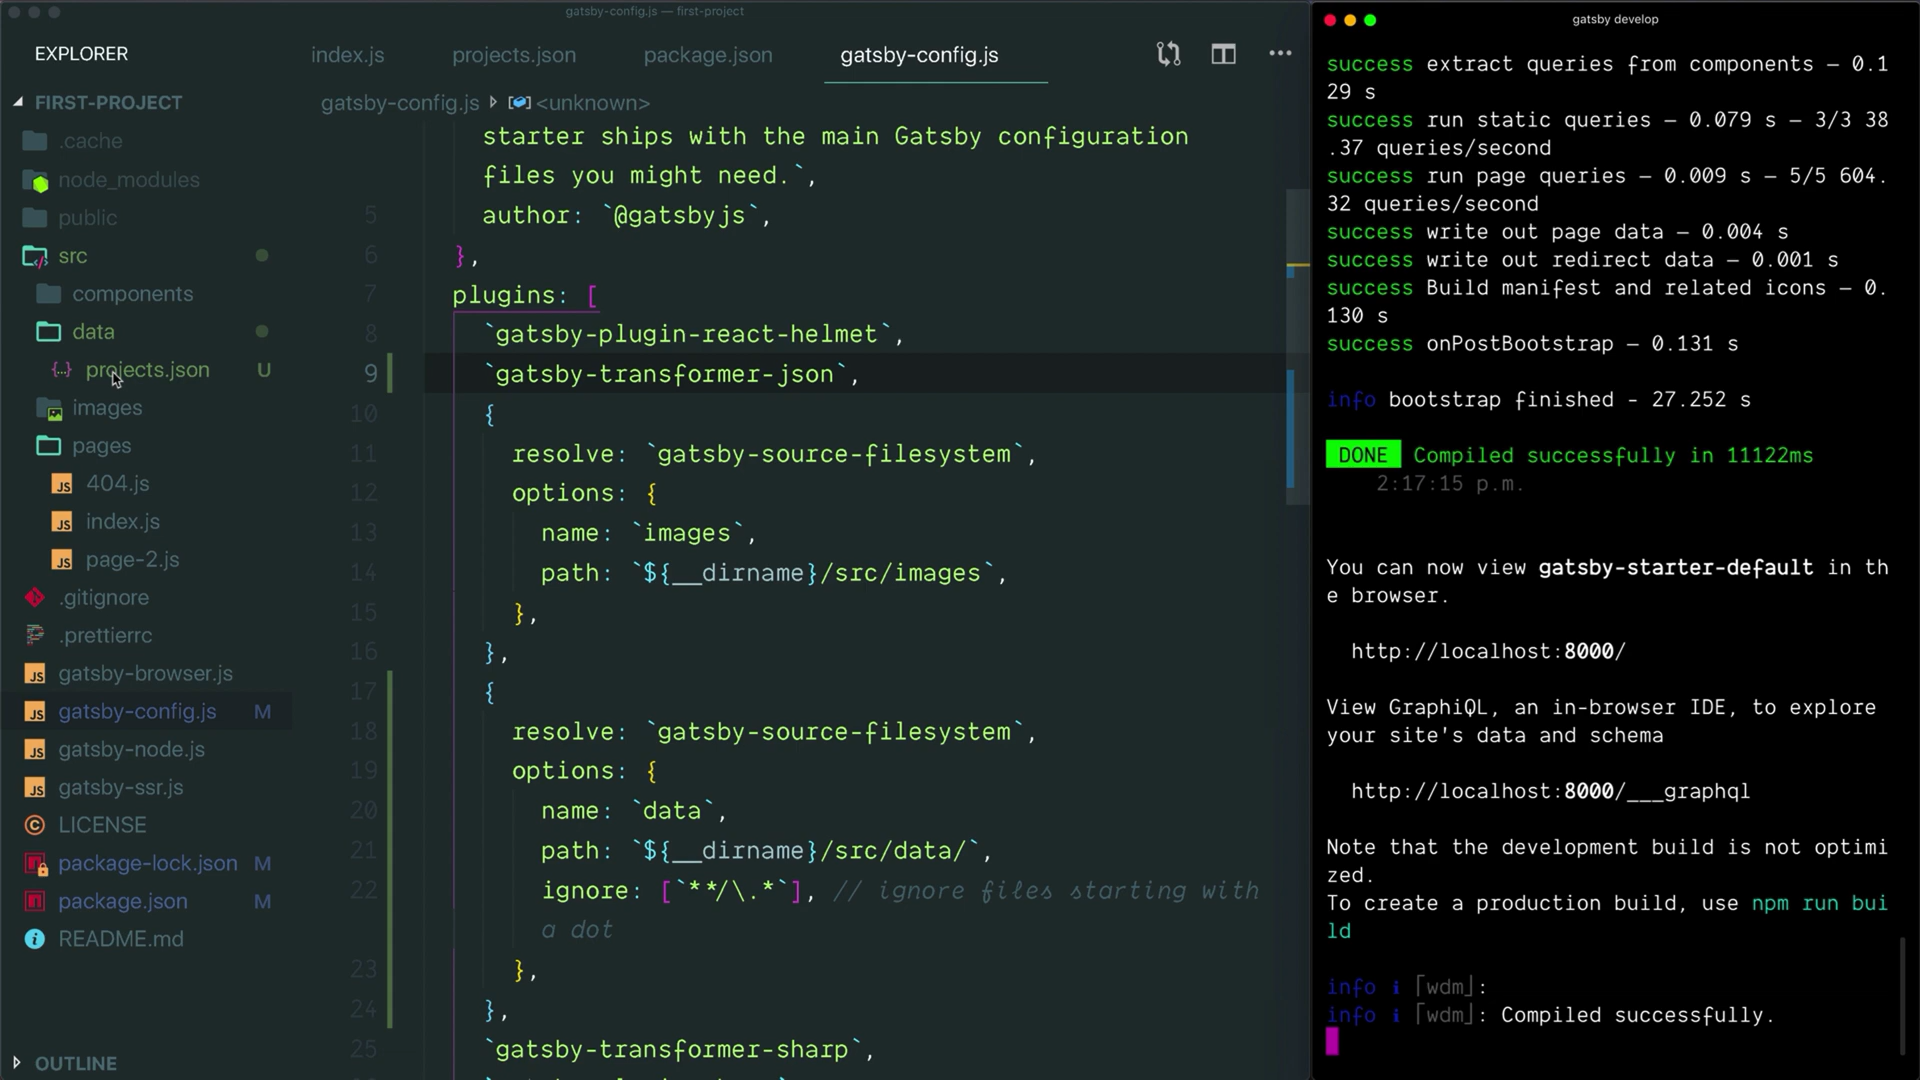 gatsby-config.js — first-project
EXPLORER
FIRST-PROJECT
.cache
node_modules
public
src
components
data
projects.json U
images
pages
404.js
index.js
page-2.js
.gitignore
.prettierrc
gatsby-browser.js
gatsby-config.js M
gatsby-node.js
gatsby-ssr.js
LICENSE
package-lock.json M
package.json M
README.md
OUTLINE
index.js projects.json package.json gatsby-config.js
gatsby-config.js <unknown>
starter ships with the main Gatsby configuration
files you might need.`,
5 author: `@gatsbyjs`,
6 },
7 plugins: [
8 `gatsby-plugin-react-helmet`,
9 `gatsby-transformer-json`,
10 {
11 resolve: `gatsby-source-filesystem`,
12 options: {
13 name: `images`,
14 path: `${__dirname}/src/images`,
15 },
16 },
17 {
18 resolve: `gatsby-source-filesystem`,
19 options: {
20 name: `data`,
21 path: `${__dirname}/src/data/`,
22 ignore: [`**/\.*`], // ignore files starting with
a dot
23 },
24 },
25 `gatsby-transformer-sharp`,
gatsby develop
success extract queries from components — 0.1
29 s
success run static queries — 0.079 s — 3/3 38
.37 queries/second
success run page queries — 0.009 s — 5/5 604.
32 queries/second
success write out page data — 0.004 s
success write out redirect data — 0.001 s
success Build manifest and related icons — 0.
130 s
success onPostBootstrap — 0.131 s
info bootstrap finished - 27.252 s
DONE Compiled successfully in 11122ms
2:17:15 p.m.
You can now view gatsby-starter-default in th
e browser.
http://localhost:8000/
View GraphiQL, an in-browser IDE, to explore
your site's data and schema
http://localhost:8000/___graphql
Note that the development build is not optimi
zed.
To create a production build, use npm run bui
ld
info ℹ ｢wdm｣:
info ℹ ｢wdm｣: Compiled successfully.